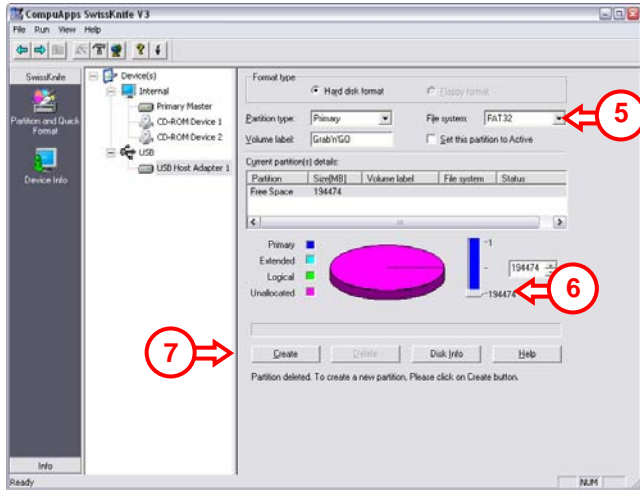 CompuApps SwissKnife V3
File Run View Help
SwissKnife
Partition and Quick
Format
Device Info
Info
Device(s)
Internal
Primary Master
CD-ROM Device 1
CD-ROM Device 2
USB
USB Host Adapter 1
Format type
Hard disk format
Floppy format
Partition type: Primary File system: FAT32
Volume label: Grab'n'GO Set this partition to Active
5
Current partition(s) details:
Partition Size[MB] Volume label File system Status
Free Space 194474
Primary
Extended
Logical
Unallocated
-1
-
-194474
194474
6
7
Create Delete Disk Info Help
Partition deleted. To create a new partition, Please click on Create button.
Ready NUM